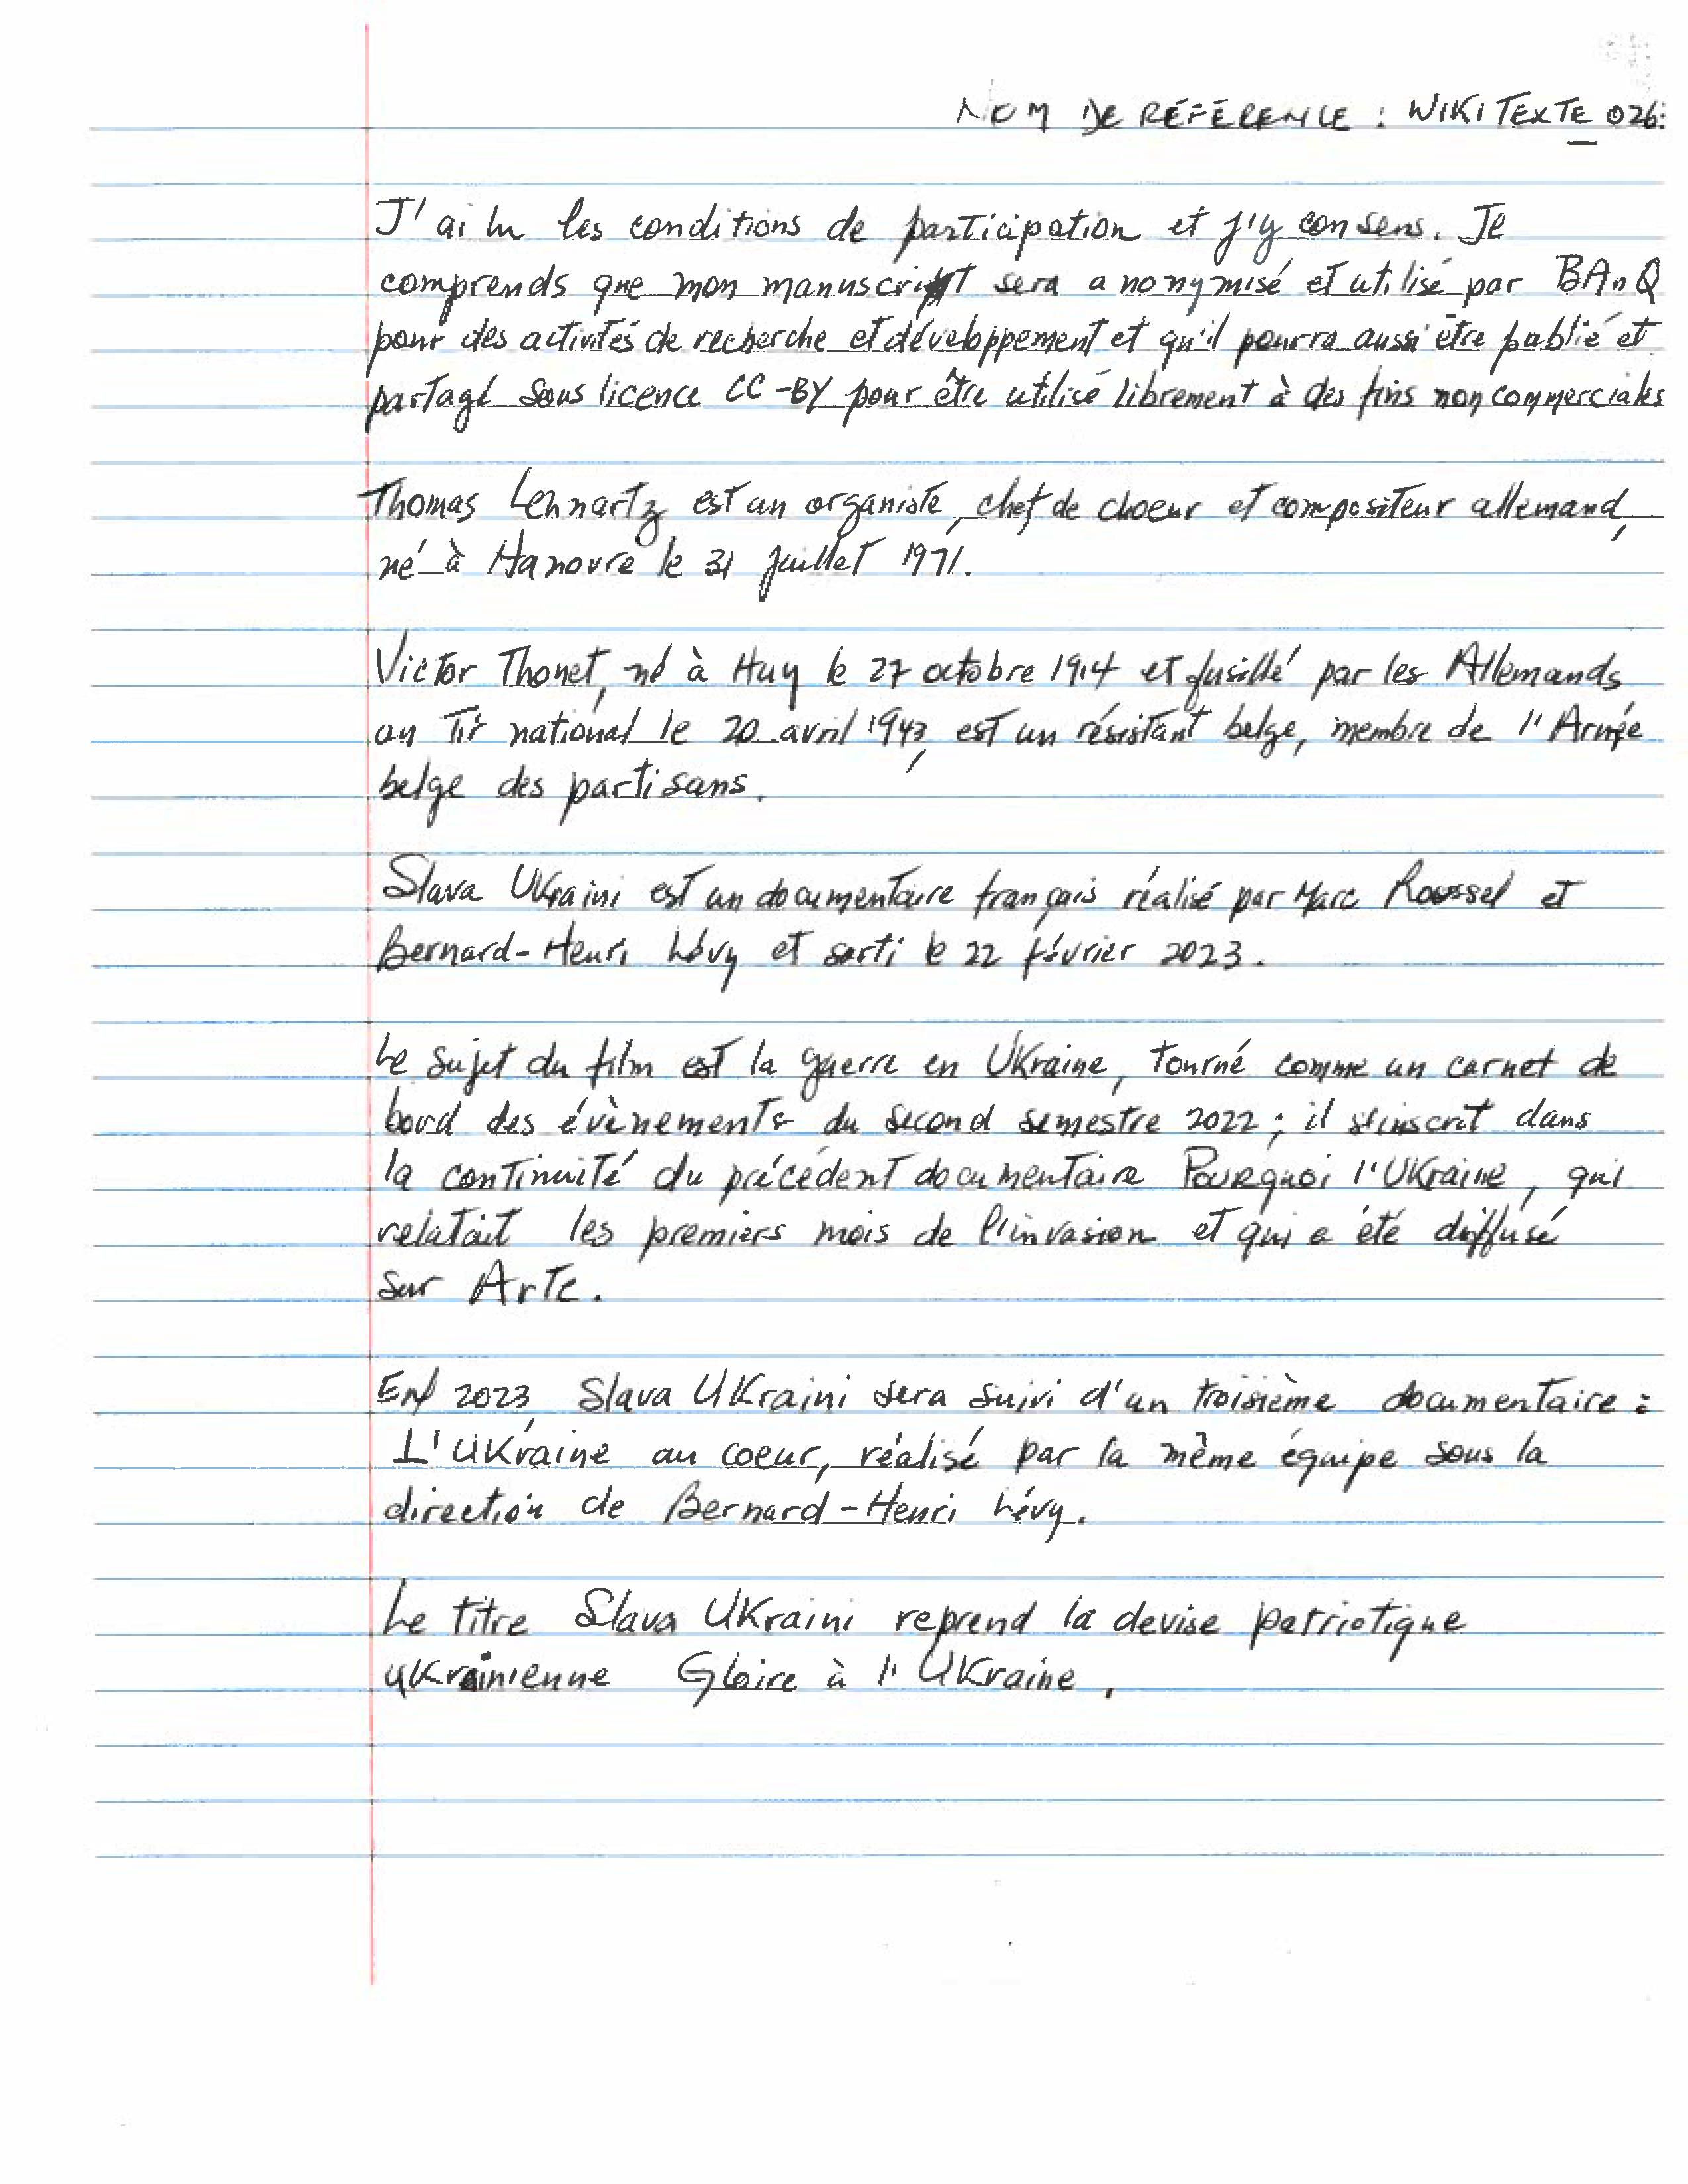 NOM DE RÉFÉRENCE : WIKITEXTE 026
J'ai lu les conditions de participation et j'y consens. Je
comprends que mon manuscript sera anonymisé et utilisé par BAnQ
pour des activités de recherche et développement et qu'il pourra aussi être publié et
partagé sous licence CC-BY pour être utilisé librement à des fins non commerciales
Thomas Lennartz est un organiste, chef de choeur et compositeur allemand,
né à Hanovre le 31 juillet 1971.
Victor Thonet, né à Huy le 27 octobre 1914 et fusillé par les Allemands
au Tir national le 20 avril 1943, est un résistant belge, membre de l'Armée
belge des partisans.
Slava Ukraini est un documentaire français réalisé par Marc Roussel et
Bernard-Henri Lévy et sorti le 22 février 2023.
Le sujet du film est la guerre en Ukraine, tourné comme un carnet de
bord des évènements du second semestre 2022 ; il s'inscrit dans
la continuité du précédent documentaire Pourquoi l'Ukraine, qui
relatait les premiers mois de l'invasion et qui a été diffusé
sur Arte.
En 2023, Slava Ukraini sera suivi d'un troisième documentaire :
L'Ukraine au coeur, réalisé par la même équipe sous la
direction de Bernard-Henri Lévy.
Le titre Slava Ukraini reprend la devise patriotique
ukrainienne Gloire à l'Ukraine.